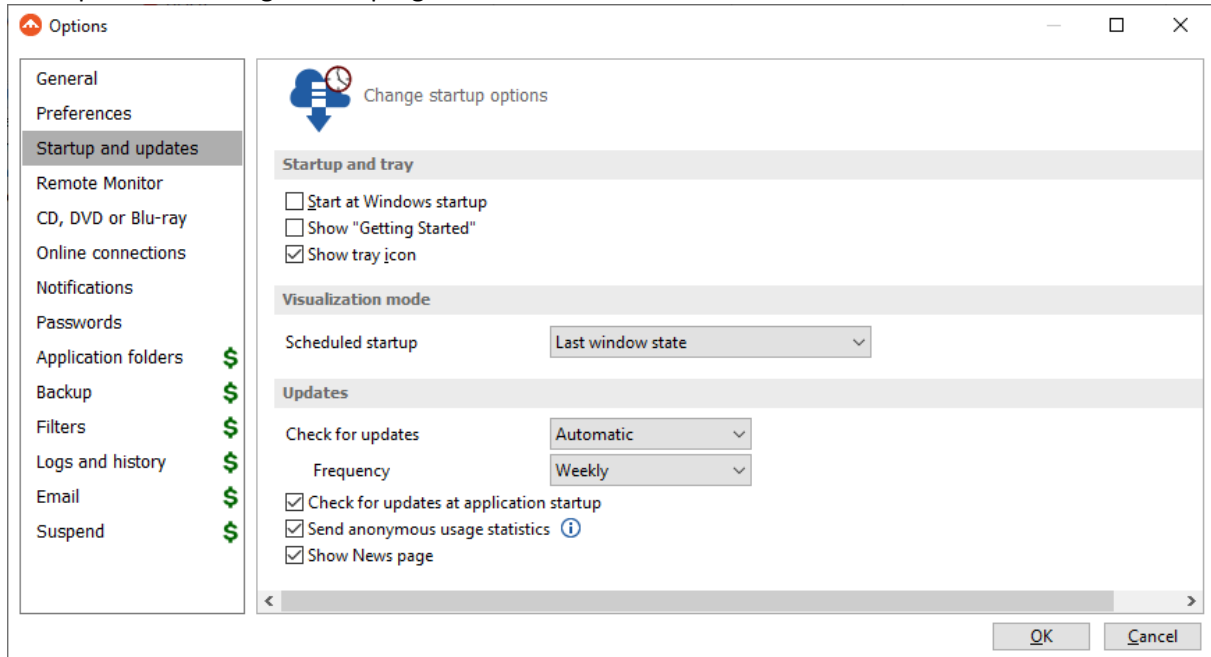 Options
General
Preferences
Startup and updates
Remote Monitor
CD, DVD or Blu-ray
Online connections
Notifications
Passwords
Application folders $
Backup $
Filters $
Logs and history $
Email $
Suspend $
Change startup options
Startup and tray
Start at Windows startup
Show "Getting Started"
Show tray icon
Visualization mode
Scheduled startup Last window state
Updates
Check for updates Automatic
Frequency Weekly
Check for updates at application startup
Send anonymous usage statistics
Show News page
OK Cancel